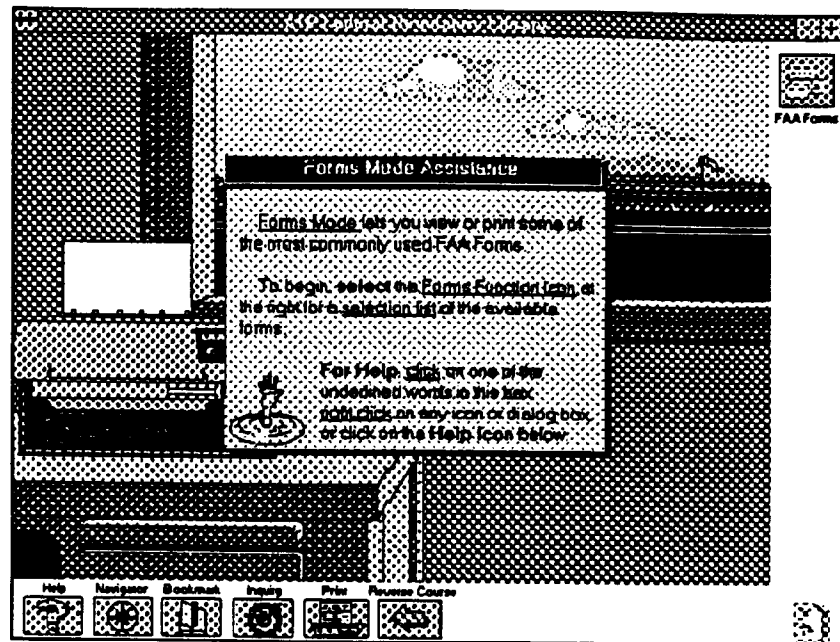 FAA Forms
Forms Mode Assistance
Forms Mode lets you view or print some of
the most commonly used FAA Forms
To begin, select the Forms Function Icon at
the right for a selection list of the available
forms.
For Help, click on one of the
underlined words in this box,
right click on any icon or dialog box,
or click on the Help Icon below
Help Navigator Bookmark Inquiry Print Reverse Course